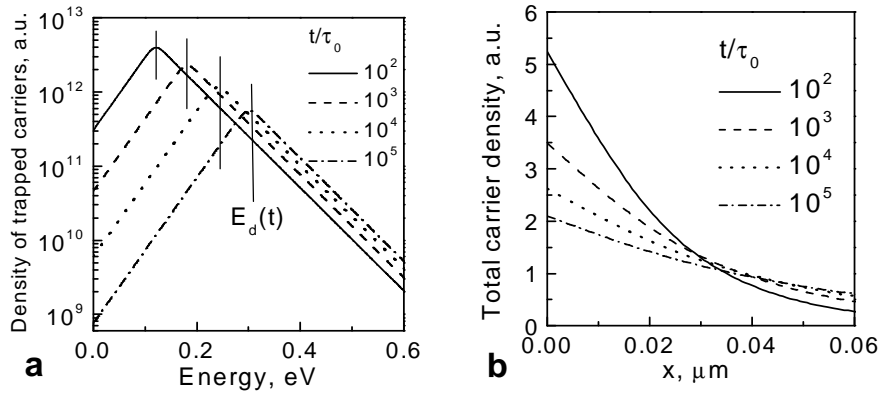 Density of trapped carriers, a.u.
10^13
10^12
10^11
10^10
10^9
0.0 0.2 0.4 0.6
Energy, eV
t/τ_0
10^2
10^3
10^4
10^5
E_d(t)
a
Total carrier density, a.u.
6
5
4
3
2
1
0
0.00 0.02 0.04 0.06
x, μm
t/τ_0
10^2
10^3
10^4
10^5
b